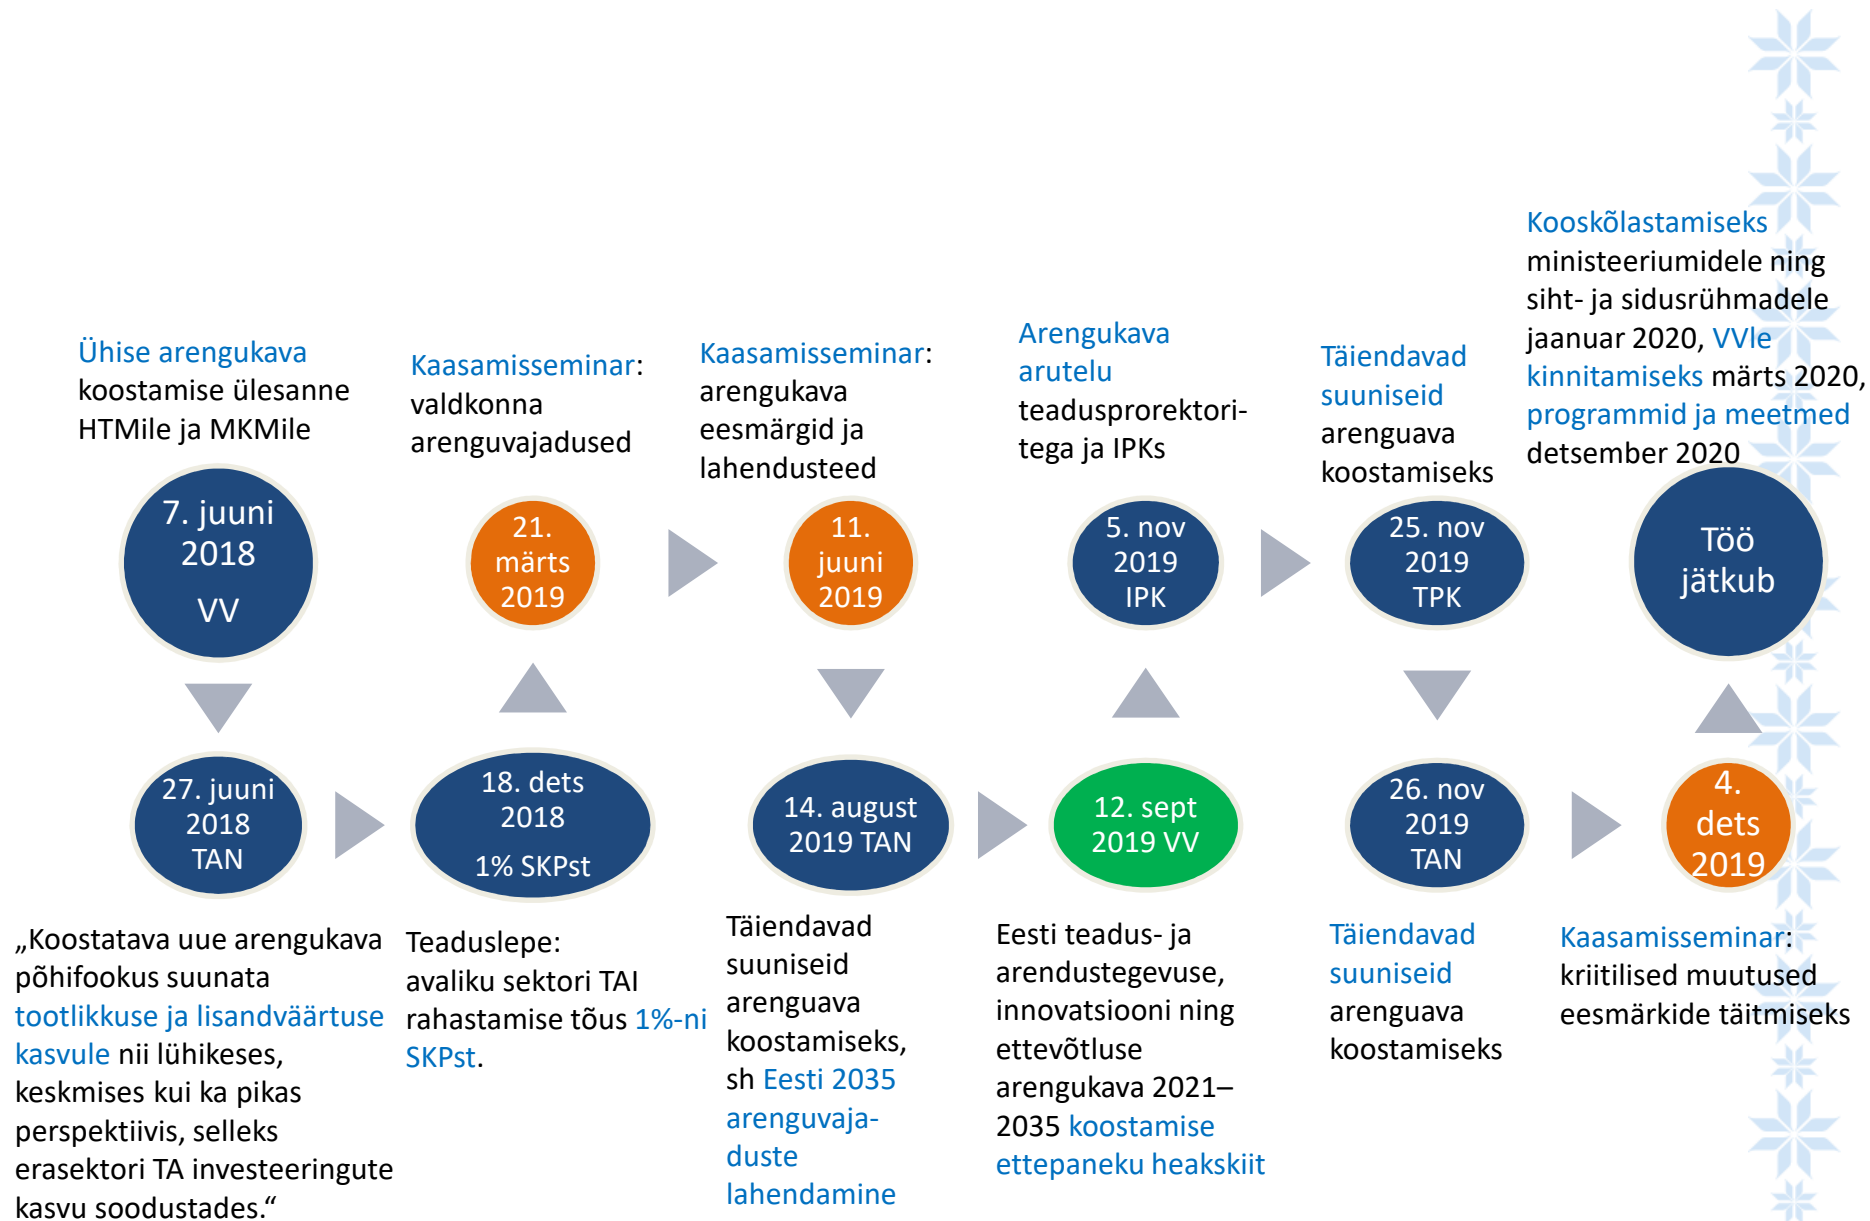 Ühise arengukava
koostamise ülesanne
HTMile ja MKMile
7. juuni
2018
VV
27. juuni
2018
TAN
„Koostatava uue arengukava
põhifookus suunata
tootlikkuse ja lisandväärtuse
kasvule nii lühikeses,
keskmises kui ka pikas
perspektiivis, selleks
erasektori TA investeeringute
kasvu soodustades.“
18. dets
2018
1% SKPst
Teaduslepe:
avaliku sektori TAI
rahastamise tõus 1%-ni
SKPst.
Kaasamisseminar:
valdkonna
arenguvajadused
21.
märts
2019
Kaasamisseminar:
arengukava
eesmärgid ja
lahendusteed
11.
juuni
2019
14. august
2019 TAN
Täiendavad
suuniseid
arenguava
koostamiseks,
sh Eesti 2035
arenguvaja-
duste
lahendamine
12. sept
2019 VV
Eesti teadus- ja
arendustegevuse,
innovatsiooni ning
ettevõtluse
arengukava 2021–
2035 koostamise
ettepaneku heakskiit
Arengukava
arutelu
teadusprorektori-
tega ja IPKs
5. nov
2019
IPK
Täiendavad
suuniseid
arenguava
koostamiseks
25. nov
2019
TPK
26. nov
2019
TAN
Täiendavad
suuniseid
arenguava
koostamiseks
4.
dets
2019
Kaasamisseminar:
kriitilised muutused
eesmärkide täitmiseks
Kooskõlastamiseks
ministeeriumidele ning
siht- ja sidusrühmadele
jaanuar 2020, VVle
kinnitamiseks märts 2020,
programmid ja meetmed
detsember 2020
Töö
jätkub